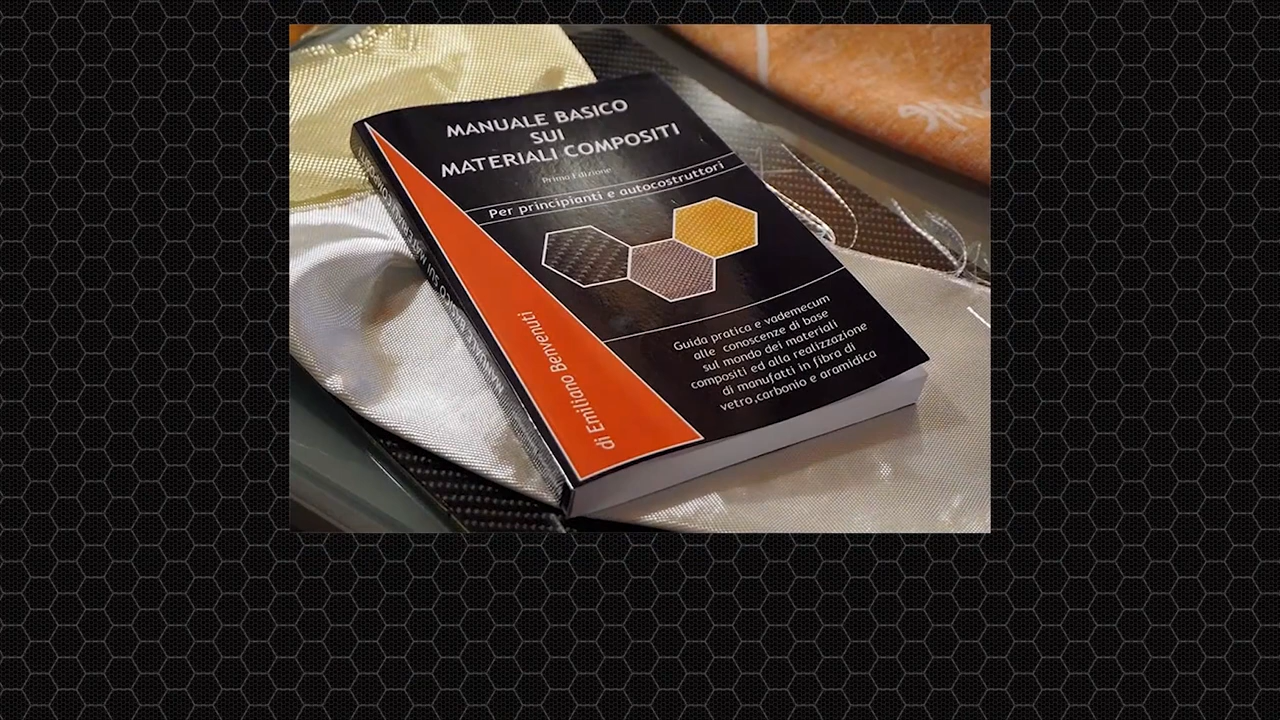 MANUALE BASICO
SUI
MATERIALI COMPOSITI
Prima Edizione
Per principianti e autocostruttori
di Emiliano Benvenuti
Guida pratica e vademecum
alle conoscenze di base
sul mondo dei materiali
compositi ed alla realizzazione
di manufatti in fibra di
vetro,carbonio e aramidica